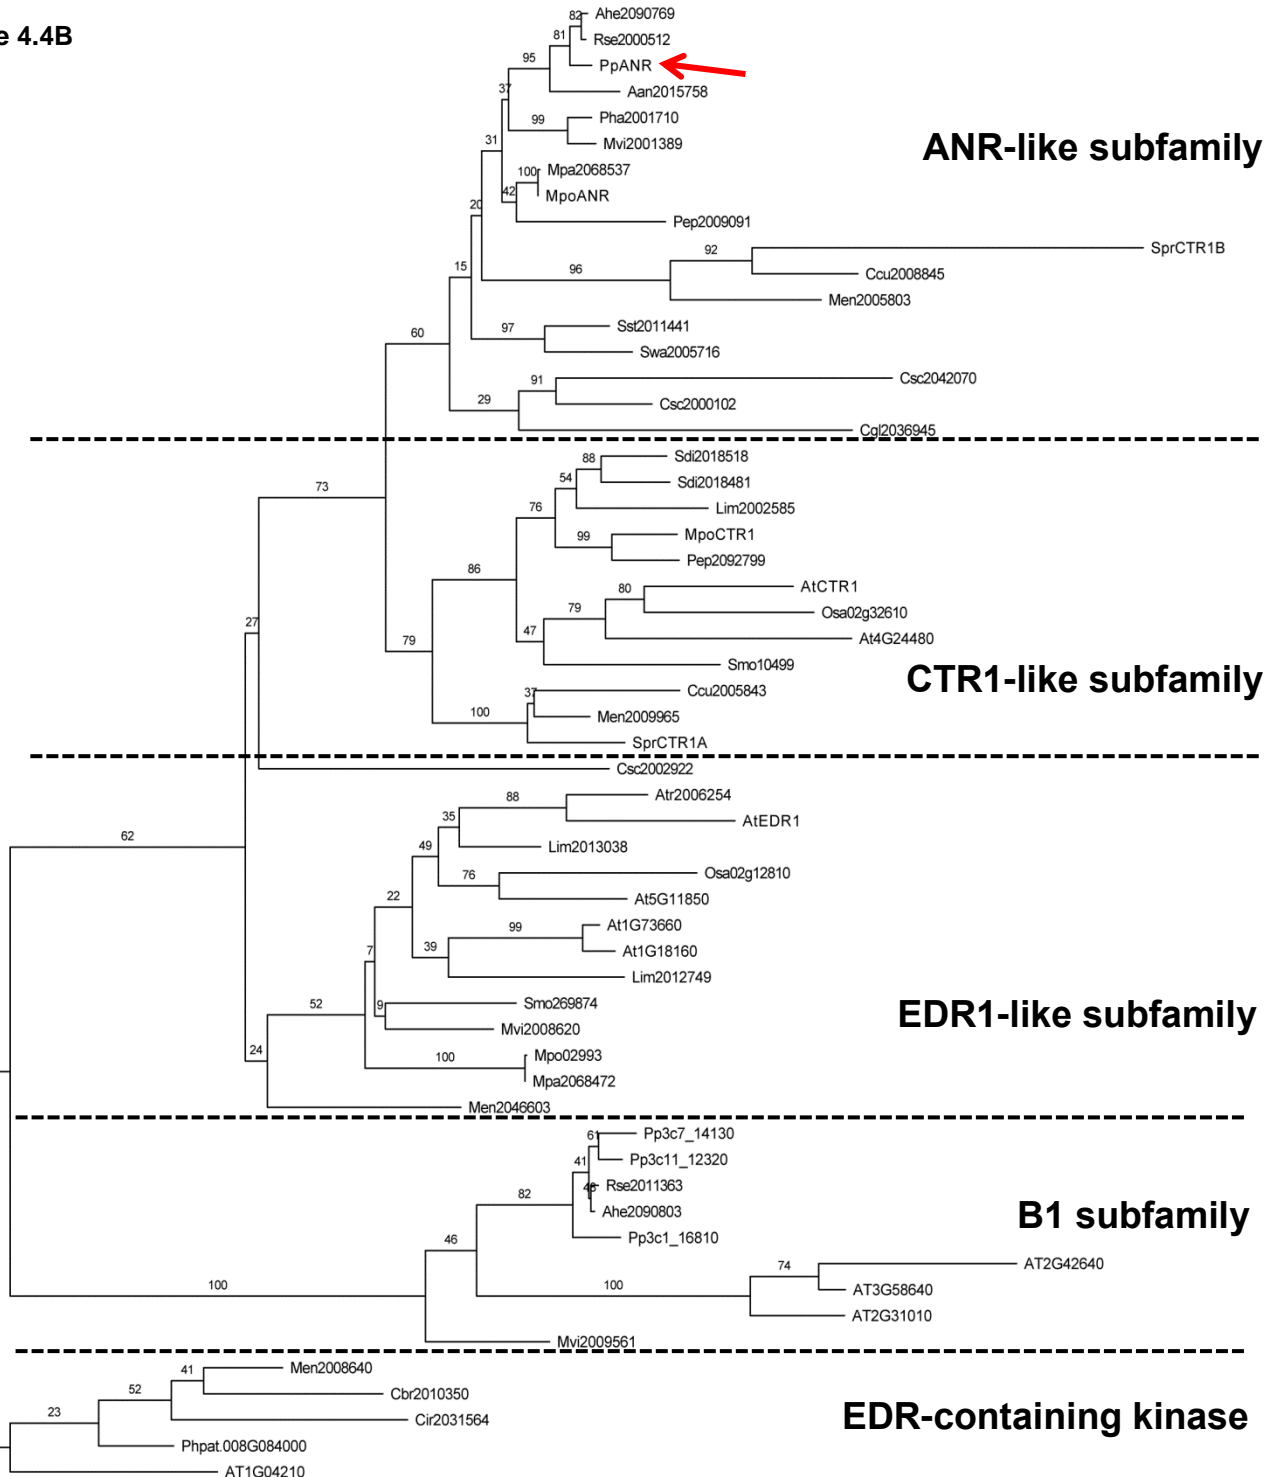 e 4.4B
82
Ahe2090769
Rse2000512
81
PpANR
95
Aan2015758
37
Pha2001710
99
Mvi2001389
ANR-like subfamily
31
Mpa2068537
100
MpoANR
42
20
Pep2009091
SprCTR1B
92
Ccu2008845
96
15
Men2005803
Sst2011441
97
60
Swa2005716
Csc2042070
91
29
Csc2000102
Cgl2036945
Sdi2018518
88
Sdi2018481
54
73
Lim2002585
76
MpoCTR1
99
Pep2092799
86
AtCTR1
80
Osa02g32610
79
47
At4G24480
79
Smo10499
CTR1-like subfamily
27
Ccu2005843
37
100
Men2009965
SprCTR1A
Csc2002922
Atr2006254
88
35
AtEDR1
62
49
Lim2013038
Osa02g12810
76
22
At5G11850
At1G73660
99
39
At1G18160
7
Lim2012749
52
9
Smo269874
Mvi2008620
EDR1-like subfamily
24
100
Mpo02993
Mpa2068472
Men2046603
61
Pp3c7_14130
41
Pp3c11_12320
82
Rse2011363
Ahe2090803
B1 subfamily
46
Pp3c1_16810
74
AT2G42640
100
100
AT3G58640
AT2G31010
Mvi2009561
41
Men2008640
52
Cbr2010350
23
Cir2031564
EDR-containing kinase
Phpat.008G084000
AT1G04210